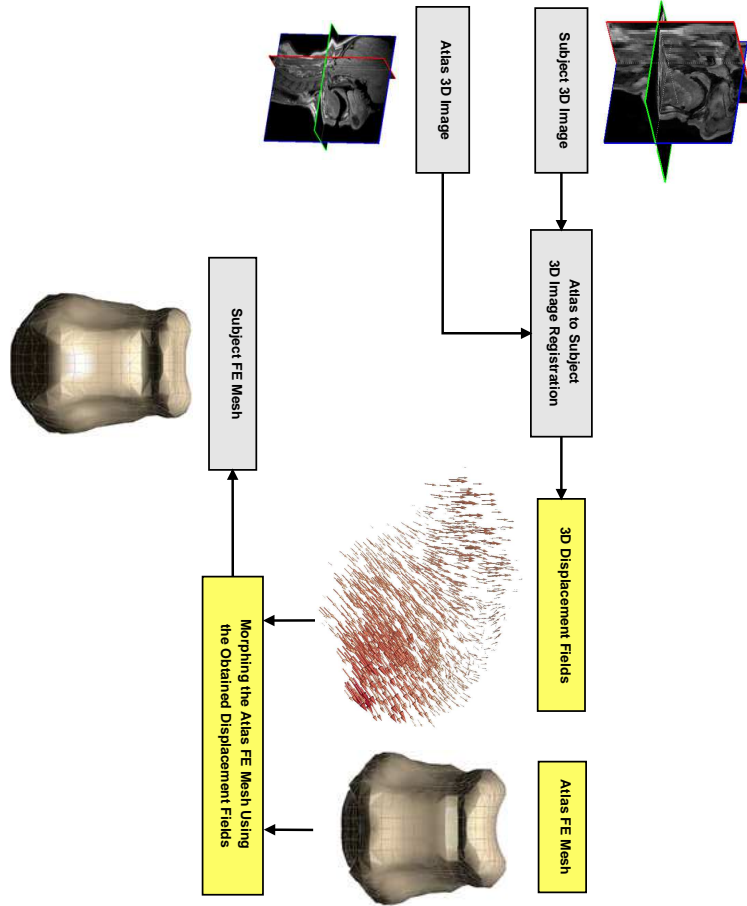 Subject 3D Image
Atlas 3D Image
Atlas to Subject
3D Image Registration
3D Displacement Fields
Atlas FE Mesh
Morphing the Atlas FE Mesh Using
the Obtained Displacement Fields
Subject FE Mesh